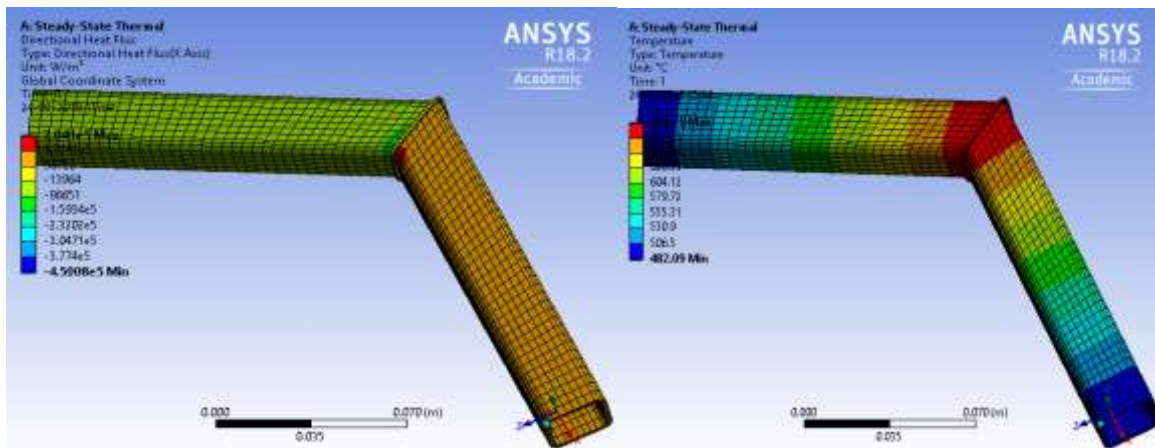 A: Steady-State Thermal
Directional Heat Flux
Type: Directional Heat Flux(X Axis)
Unit: W/m²
Global Coordinate System
ANSYS
R18.2
Academic
Min
-13964
-86651
-1.5934e5
-2.3202e5
-3.0471e5
-3.774e5
-4.5008e5 Min
0.000
0.070 (m)
0.035
A: Steady-State Thermal
Temperature
Type: Temperature
Unit: °C
Time: 1
ANSYS
R18.2
Academic
604.12
579.72
555.31
530.9
506.5
482.09 Min
0.000
0.070 (m)
0.035